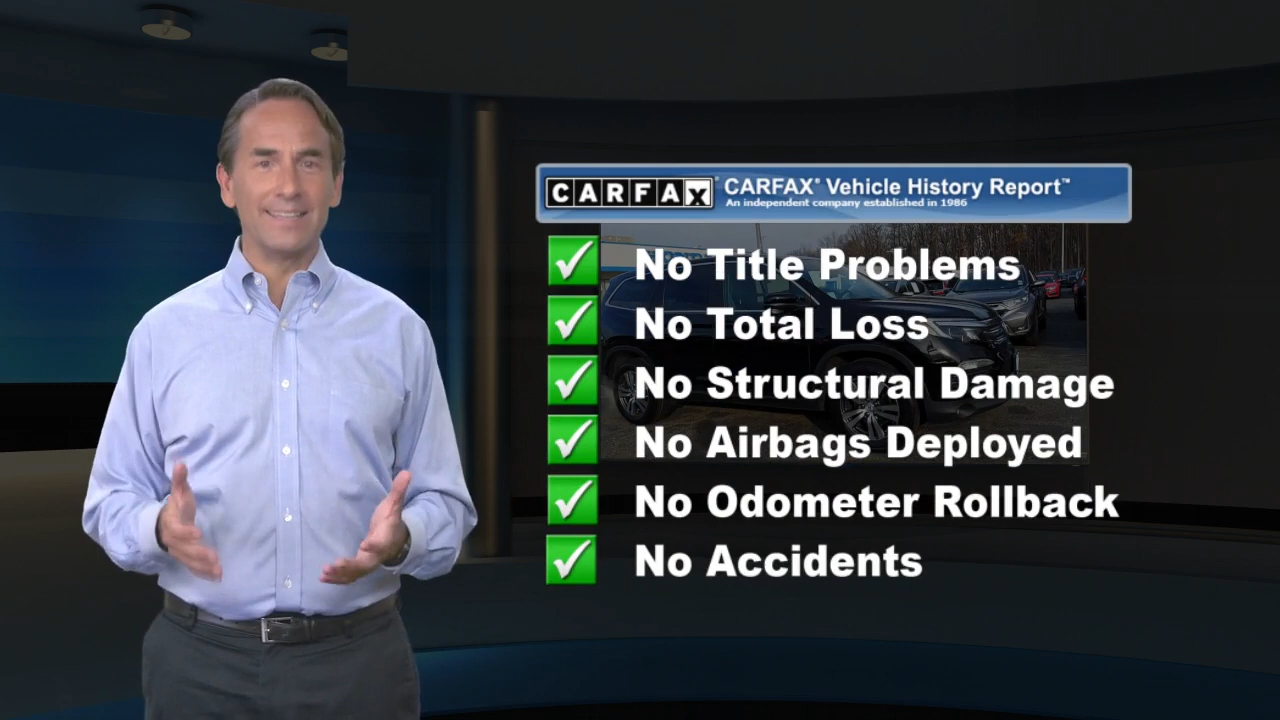 CARFAX CARFAX® Vehicle History Report™
An independent company established in 1986
No Title Problems
No Total Loss
No Structural Damage
No Airbags Deployed
No Odometer Rollback
No Accidents